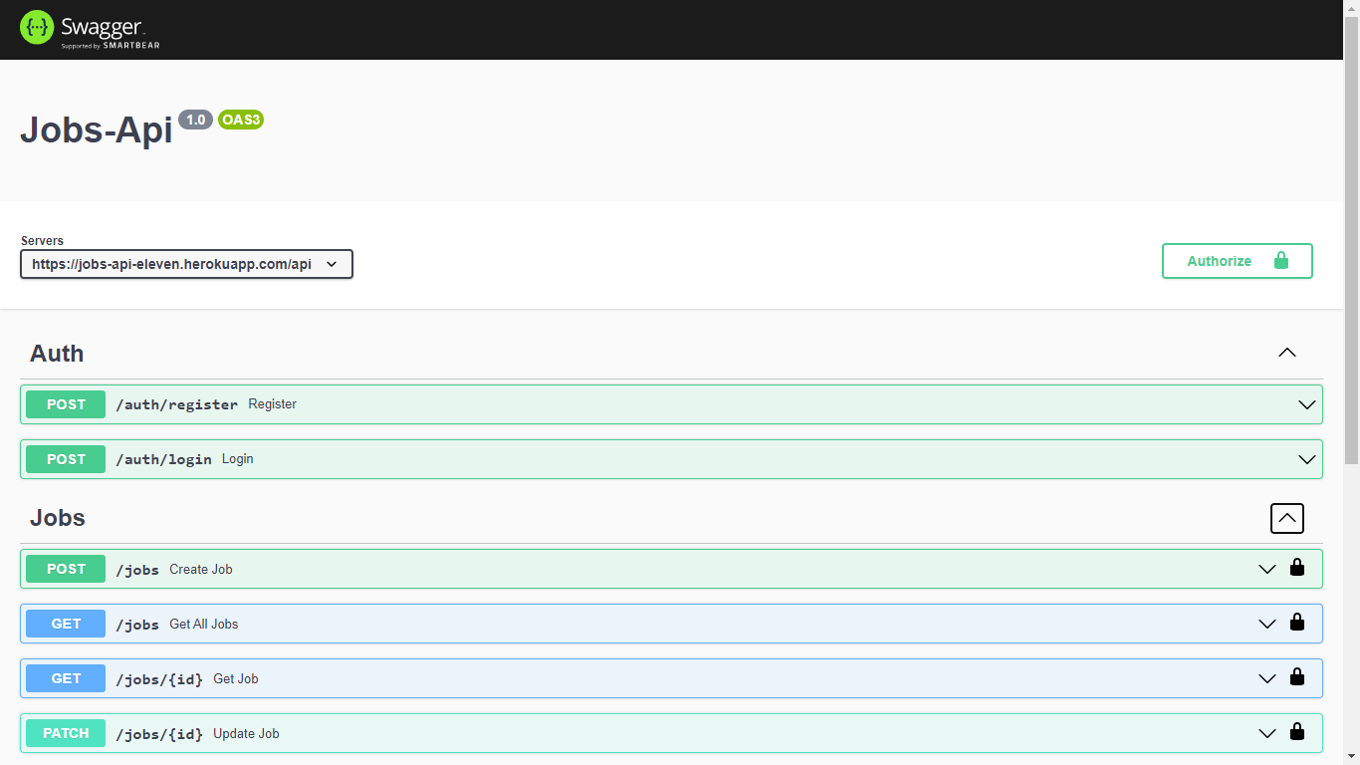 {···} Swagger
Supported by SMARTBEAR
Jobs-Api 1.0 OAS3
Servers
https://jobs-api-eleven.herokuapp.com/api
Authorize
Auth
POST /auth/register Register
POST /auth/login Login
Jobs
POST /jobs Create Job
GET /jobs Get All Jobs
GET /jobs/{id} Get Job
PATCH /jobs/{id} Update Job